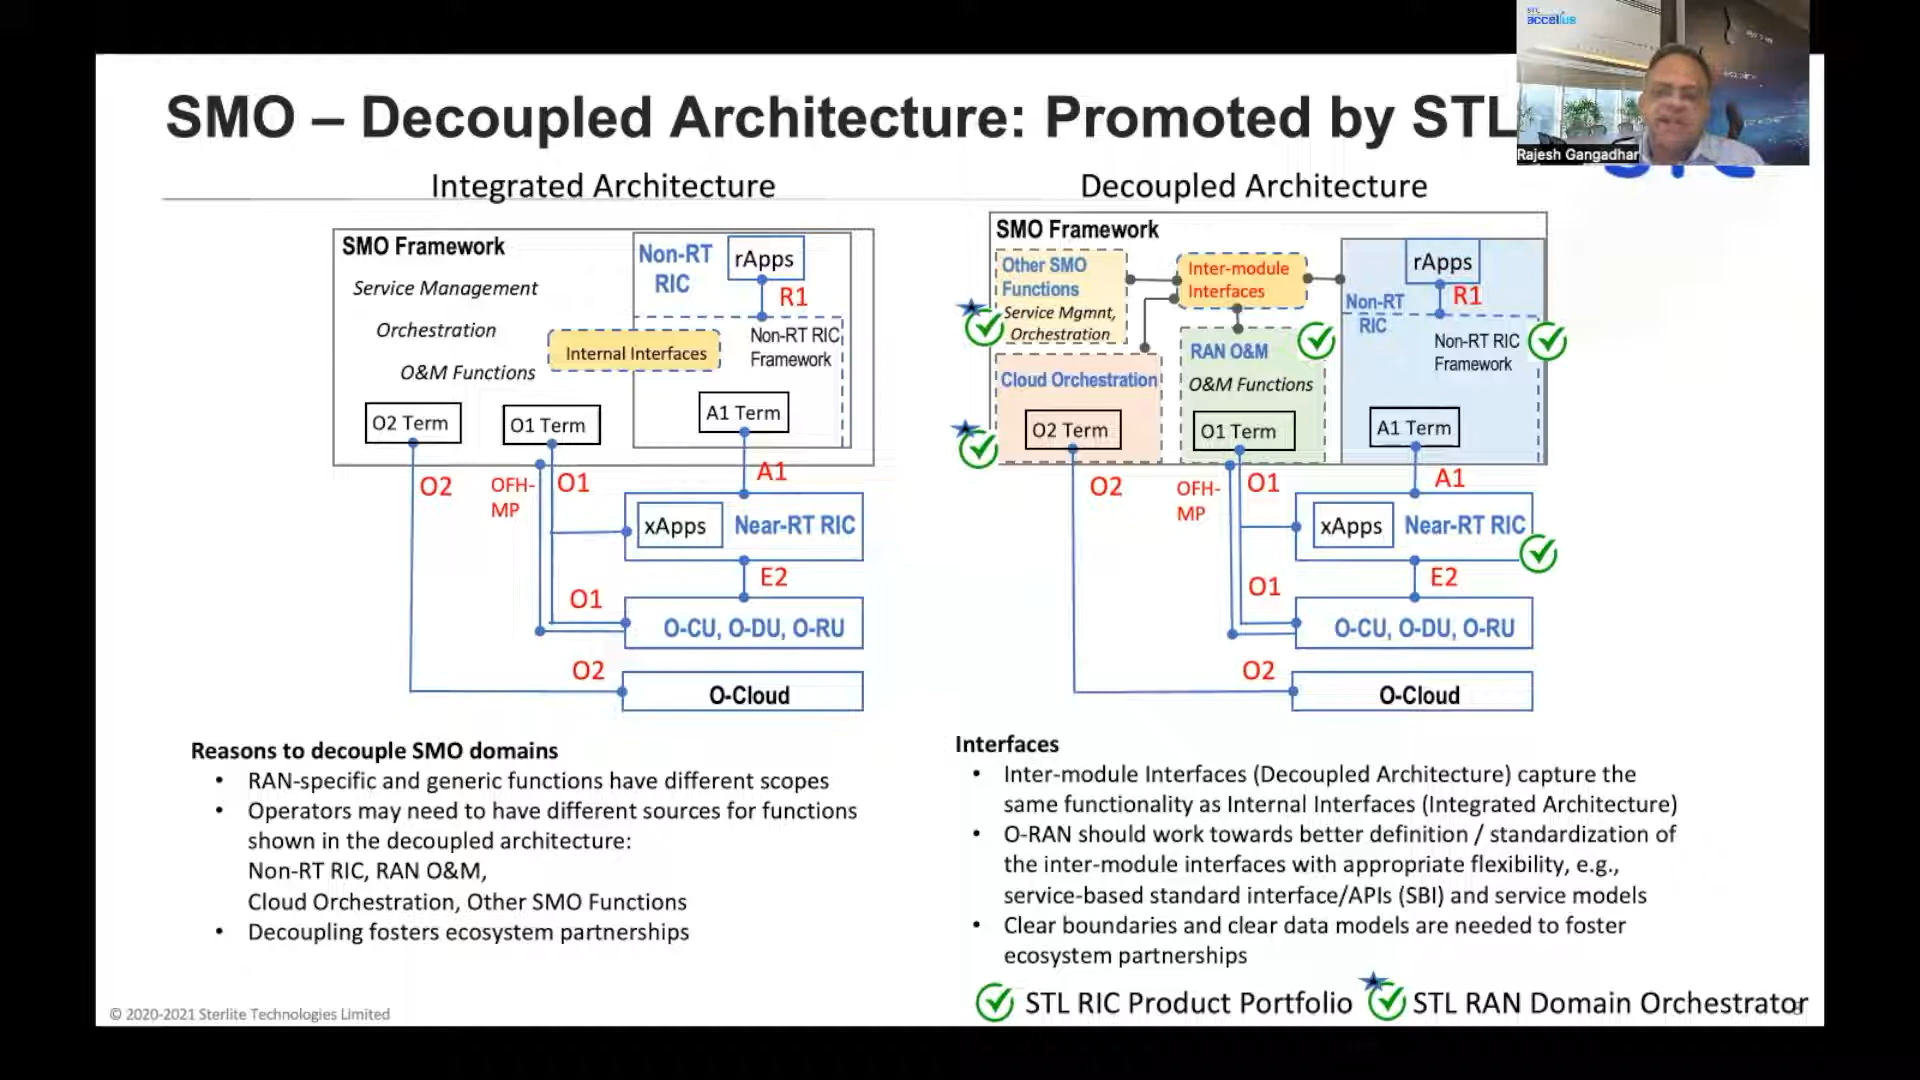 SMO – Decoupled Architecture: Promoted by STL
STL
accellus
Rajesh Gangadhar
Integrated Architecture
SMO Framework
Service Management
Orchestration
O&M Functions
Non-RT
RIC
rApps
R1
Internal Interfaces
Non-RT RIC
Framework
O2 Term
O1 Term
A1 Term
O2
OFH-
MP
O1
A1
xApps
Near-RT RIC
E2
O1
O-CU, O-DU, O-RU
O2
O-Cloud
Decoupled Architecture
SMO Framework
Other SMO
Functions
Service Mgmnt,
Orchestration
Inter-module
Interfaces
rApps
R1
Non-RT
RIC
Non-RT RIC
Framework
RAN O&M
O&M Functions
Cloud Orchestration
O2 Term
O1 Term
A1 Term
O2
OFH-
MP
O1
A1
xApps
Near-RT RIC
E2
O1
O-CU, O-DU, O-RU
O2
O-Cloud
Reasons to decouple SMO domains
• RAN-specific and generic functions have different scopes
• Operators may need to have different sources for functions
shown in the decoupled architecture:
Non-RT RIC, RAN O&M,
Cloud Orchestration, Other SMO Functions
• Decoupling fosters ecosystem partnerships
Interfaces
• Inter-module Interfaces (Decoupled Architecture) capture the
same functionality as Internal Interfaces (Integrated Architecture)
• O-RAN should work towards better definition / standardization of
the inter-module interfaces with appropriate flexibility, e.g.,
service-based standard interface/APIs (SBI) and service models
• Clear boundaries and clear data models are needed to foster
ecosystem partnerships
STL RIC Product Portfolio
STL RAN Domain Orchestrator
© 2020-2021 Sterlite Technologies Limited